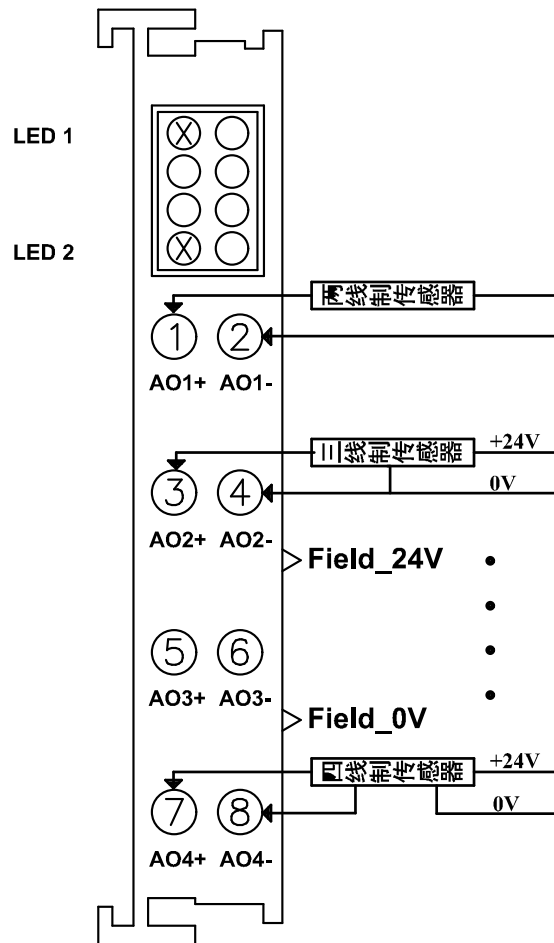 LED 1
LED 2
两线制传感器
① ②
AO1+ AO1-
三线制传感器 +24V
③ ④ 0V
AO2+ AO2-
Field_24V
⑤ ⑥
AO3+ AO3-
Field_0V
四线制传感器 +24V
⑦ ⑧ 0V
AO4+ AO4-